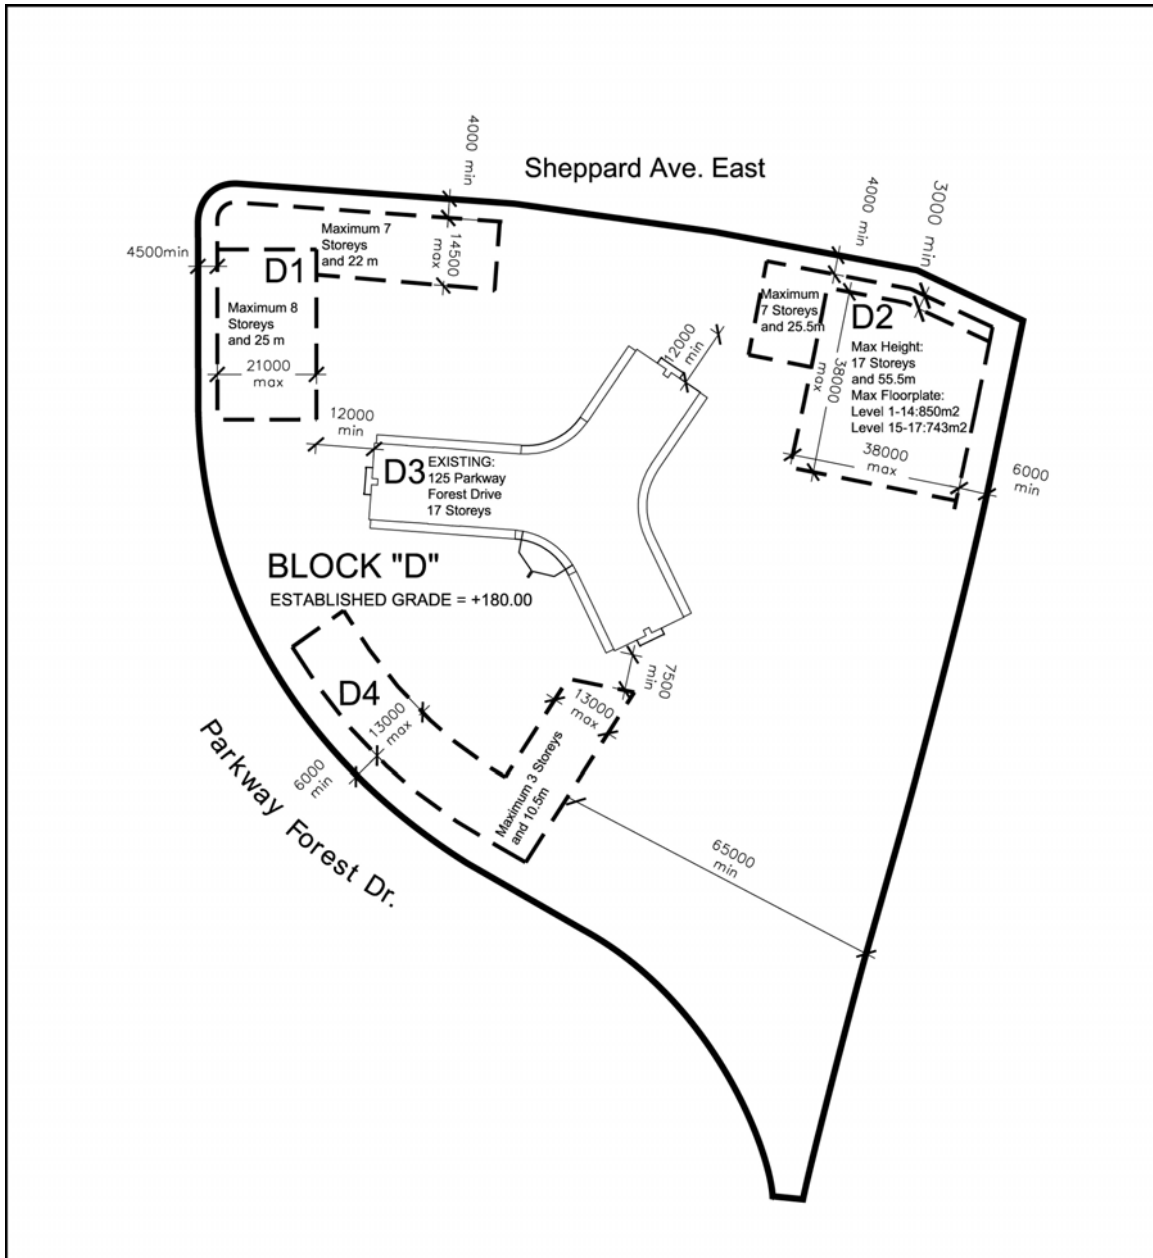 4000 min
Sheppard Ave. East
4000 min
3000 min
4500min
D1
Maximum 7
Storeys
and 22 m
14500
max
Maximum 8
Storeys
and 25 m
21000
max
Maximum
7 Storeys
and 25.5m
D2
Max Height:
17 Storeys
and 55.5m
Max Floorplate:
Level 1-14:850m2
Level 15-17:743m2
38000
max
38000
max
6000
min
12000
min
12000
min
D3
EXISTING:
125 Parkway
Forest Drive
17 Storeys
BLOCK "D"
ESTABLISHED GRADE = +180.00
D4
13000
max
6000
min
7500
min
13000
max
Maximum 3 Storeys
and 10.5m
65000
min
Parkway Forest Dr.